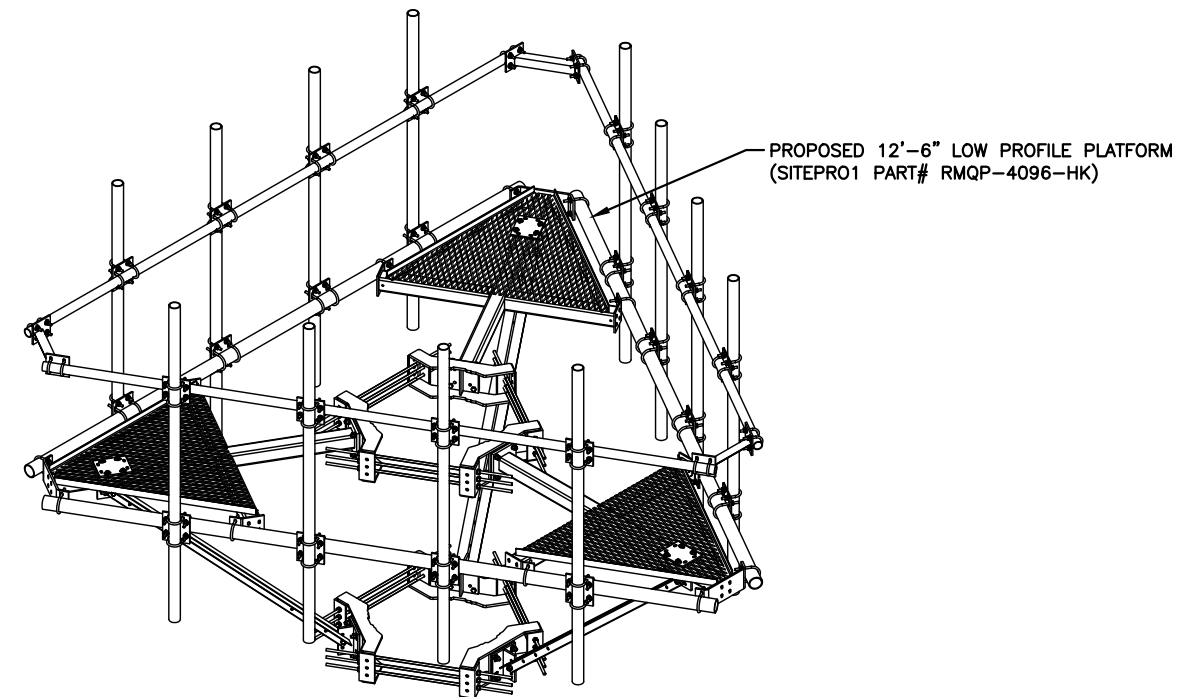 PROPOSED 12'-6" LOW PROFILE PLATFORM
(SITEPRO1 PART# RMQP-4096-HK)